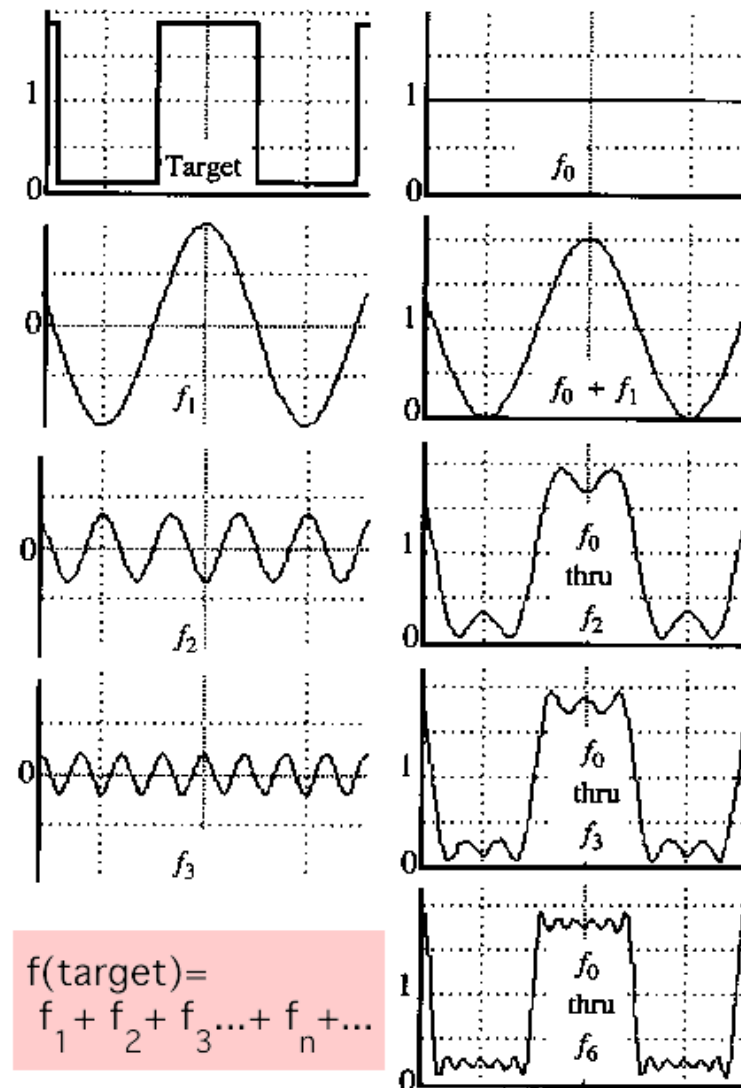 1
0
Target
1
0
f₀
0
f₁
1
0
f₀ + f₁
0
f₂
1
0
f₀
thru
f₂
0
f₃
1
0
f₀
thru
f₃
1
0
f₀
thru
f₆
f(target)=
f₁ + f₂ + f₃...+ fₙ+...